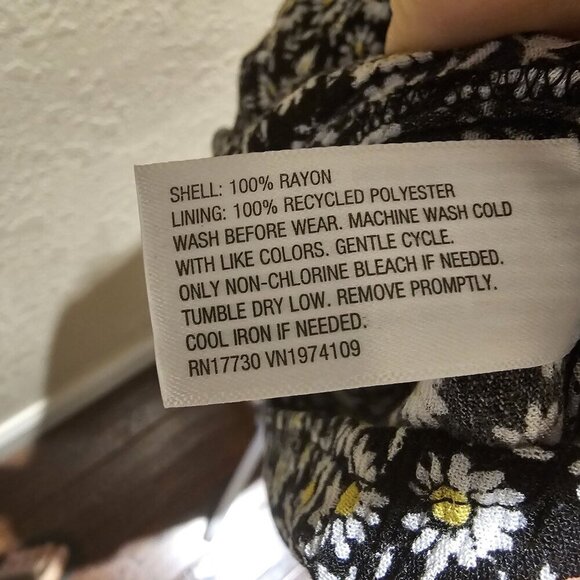 SHELL: 100% RAYON
LINING: 100% RECYCLED POLYESTER
WASH BEFORE WEAR. MACHINE WASH COLD
WITH LIKE COLORS. GENTLE CYCLE.
ONLY NON-CHLORINE BLEACH IF NEEDED.
TUMBLE DRY LOW. REMOVE PROMPTLY.
COOL IRON IF NEEDED.
RN17730 VN1974109